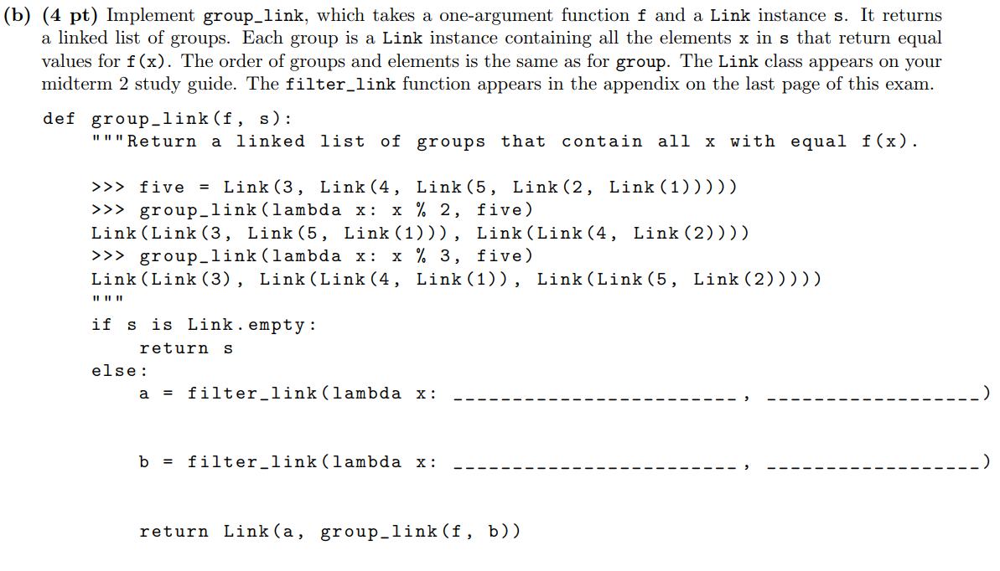 (b) (4 pt) Implement group_link, which takes a one-argument function f and a Link instance s. It returns
a linked list of groups. Each group is a Link instance containing all the elements x in s that return equal
values for f(x). The order of groups and elements is the same as for group. The Link class appears on your
midterm 2 study guide. The filter_link function appears in the appendix on the last page of this exam.
def group_link(f, s):
"""Return a linked list of groups that contain all x with equal f(x).
>>> five = Link(3, Link(4, Link(5, Link(2, Link(1)))))
>>> group_link(lambda x: x % 2, five)
Link(Link(3, Link(5, Link(1))), Link(Link(4, Link(2))))
>>> group_link(lambda x: x % 3, five)
Link(Link(3), Link(Link(4, Link(1)), Link(Link(5, Link(2)))))
"""
if s is Link.empty:
return s
else:
a = filter_link(lambda x: ________________________, __________________)
b = filter_link(lambda x: ________________________, __________________)
return Link(a, group_link(f, b))